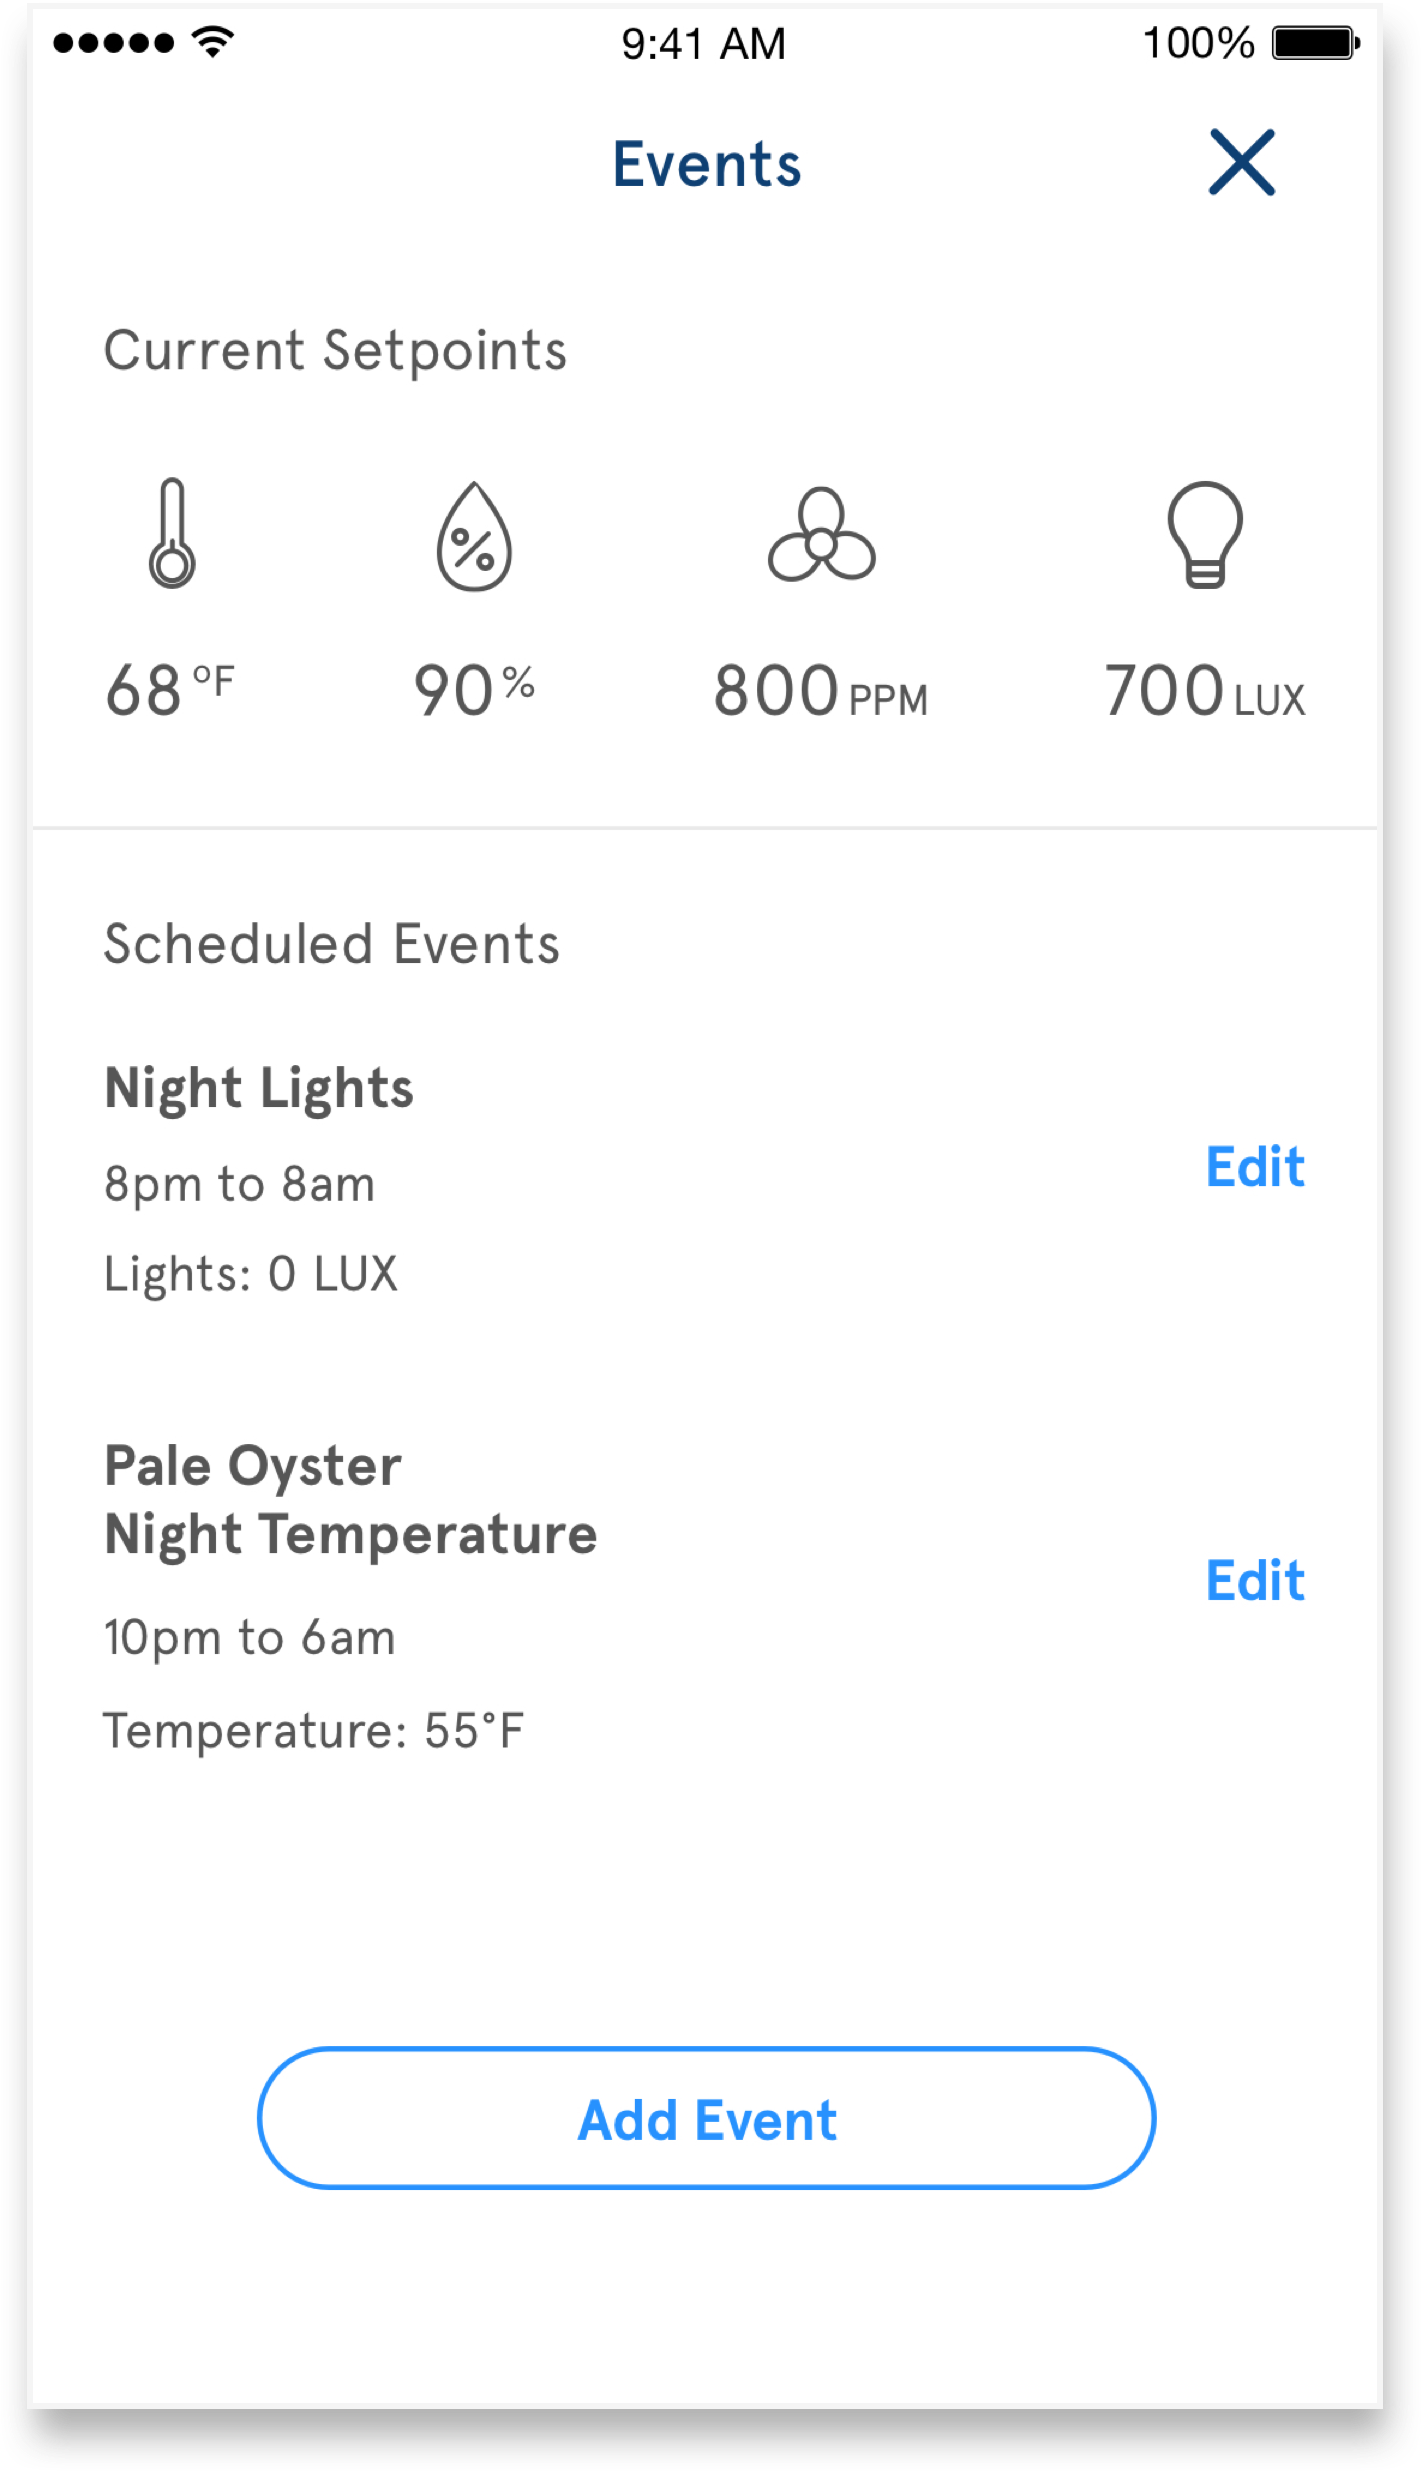 9:41 AM 100%
Events
Current Setpoints
68 ºF 90 % 800 PPM 700 LUX
Scheduled Events
Night Lights
8pm to 8am
Edit
Lights: 0 LUX
Pale Oyster
Night Temperature
Edit
10pm to 6am
Temperature: 55°F
Add Event